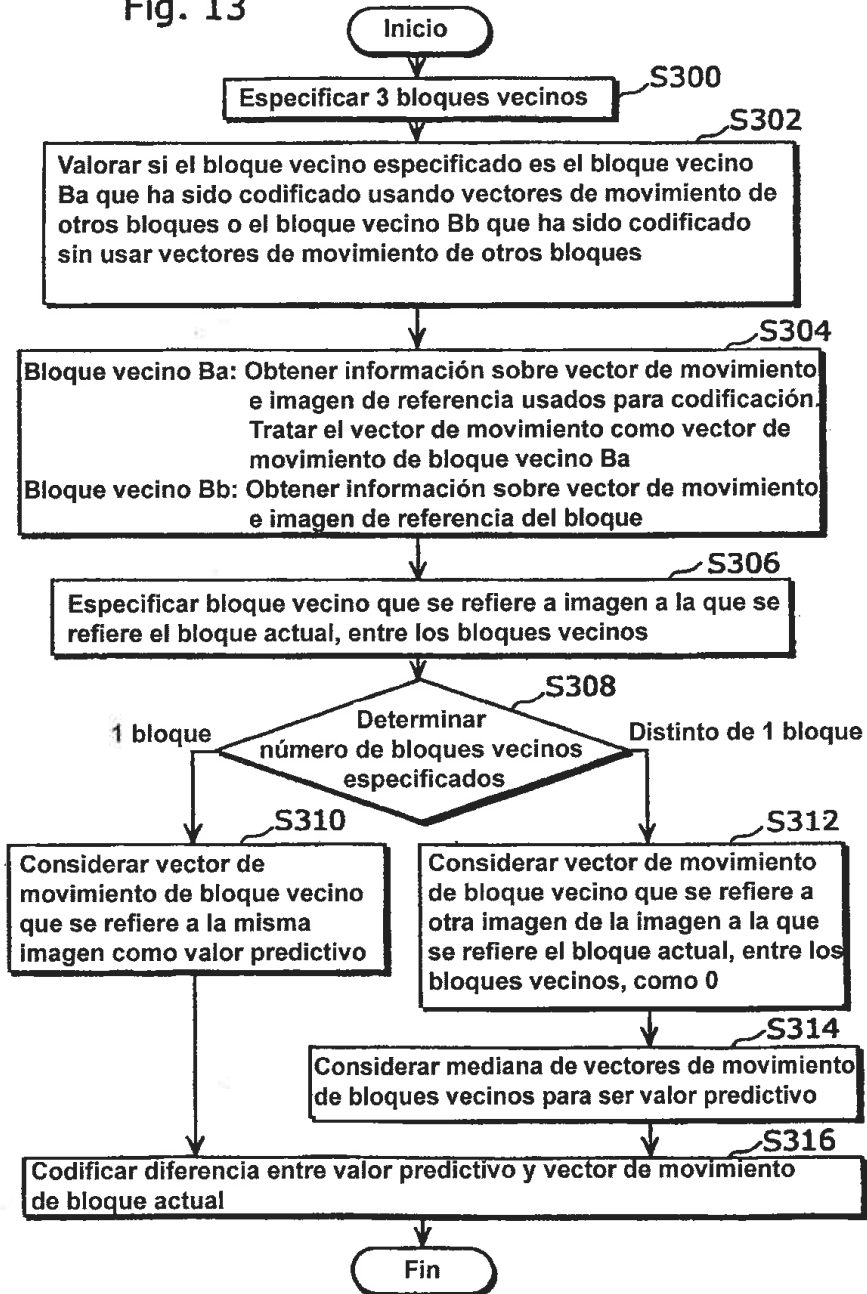 Fig. 13
Inicio
S300
Especificar 3 bloques vecinos
S302
Valorar si el bloque vecino especificado es el bloque vecino
Ba que ha sido codificado usando vectores de movimiento de
otros bloques o el bloque vecino Bb que ha sido codificado
sin usar vectores de movimiento de otros bloques
S304
Bloque vecino Ba: Obtener información sobre vector de movimiento
e imagen de referencia usados para codificación.
Tratar el vector de movimiento como vector de
movimiento de bloque vecino Ba
Bloque vecino Bb: Obtener información sobre vector de movimiento
e imagen de referencia del bloque
S306
Especificar bloque vecino que se refiere a imagen a la que se
refiere el bloque actual, entre los bloques vecinos
S308
Determinar
número de bloques vecinos
especificados
1 bloque
Distinto de 1 bloque
S310
Considerar vector de
movimiento de bloque vecino
que se refiere a la misma
imagen como valor predictivo
S312
Considerar vector de movimiento
de bloque vecino que se refiere a
otra imagen de la imagen a la que
se refiere el bloque actual, entre los
bloques vecinos, como 0
S314
Considerar mediana de vectores de movimiento
de bloques vecinos para ser valor predictivo
S316
Codificar diferencia entre valor predictivo y vector de movimiento
de bloque actual
Fin